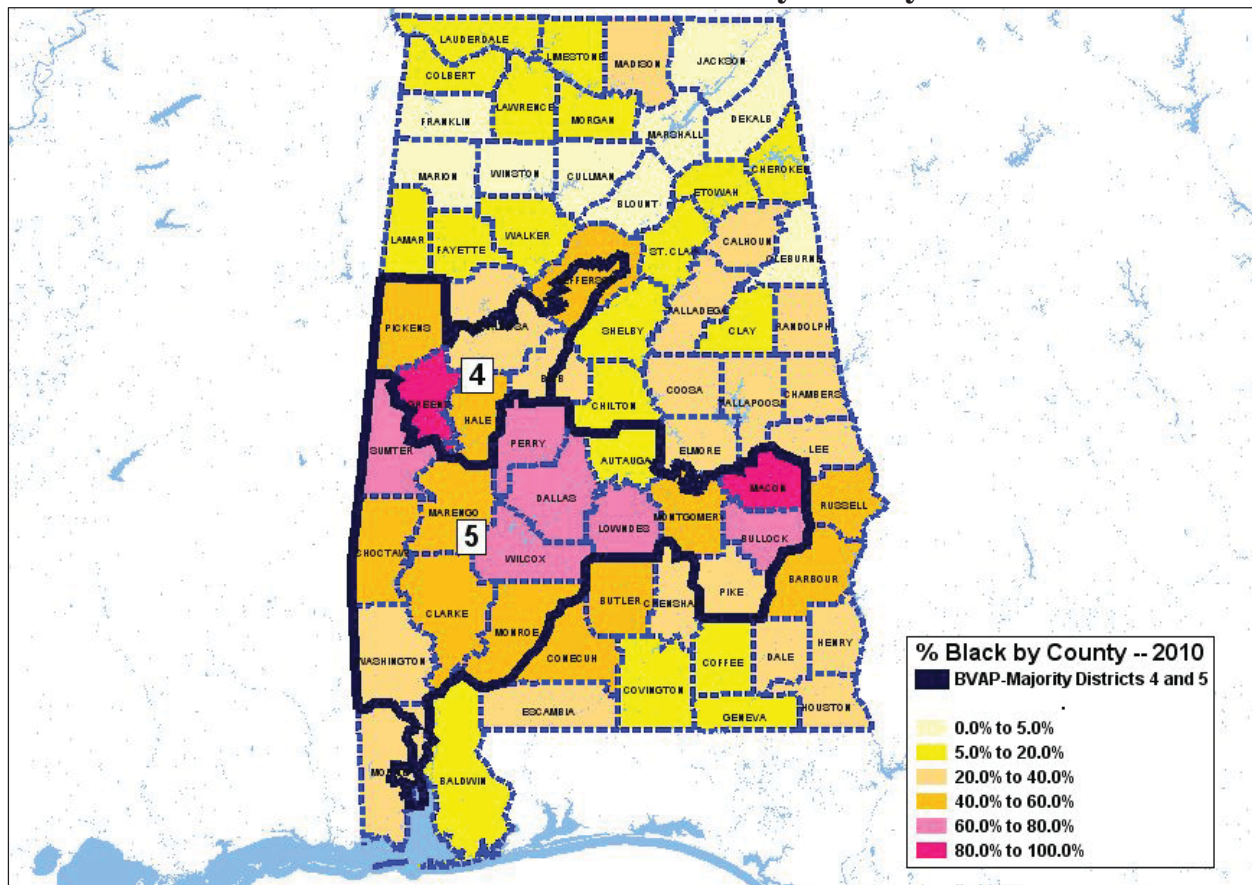 LAUDERDALE
LIMESTONE
MADISON
JACKSON
COLBERT
FRANKLIN
LAWRENCE
MORGAN
MARSHALL
DEKALB
MARION
WINSTON
CULLMAN
BLOUNT
ETOWAH
CHEROKEE
LAMAR
FAYETTE
WALKER
ST. CLAI
CALHOUN
CLEBURNE
PICKENS
SHELBY
CLAY
RANDOLPH
4
HALE
CHILTON
COOSA
CHAMBERS
SUMTER
PERRY
AUTAUGA
ELMORE
LEE
MACON
DALLAS
MARENGO
LOWNDES
MONTGOMERY
RUSSELL
5
WILCOX
BULLOCK
CHOCTAW
BARBOUR
CLARKE
BUTLER
PIKE
MONROE
WASHINGTON
CONECUH
COFFEE
DALE
HENRY
COVINGTON
ESCAMBIA
GENEVA
HOUSTON
BALDWIN
% Black by County -- 2010
BVAP-Majority Districts 4 and 5
0.0% to 5.0%
5.0% to 20.0%
20.0% to 40.0%
40.0% to 60.0%
60.0% to 80.0%
80.0% to 100.0%